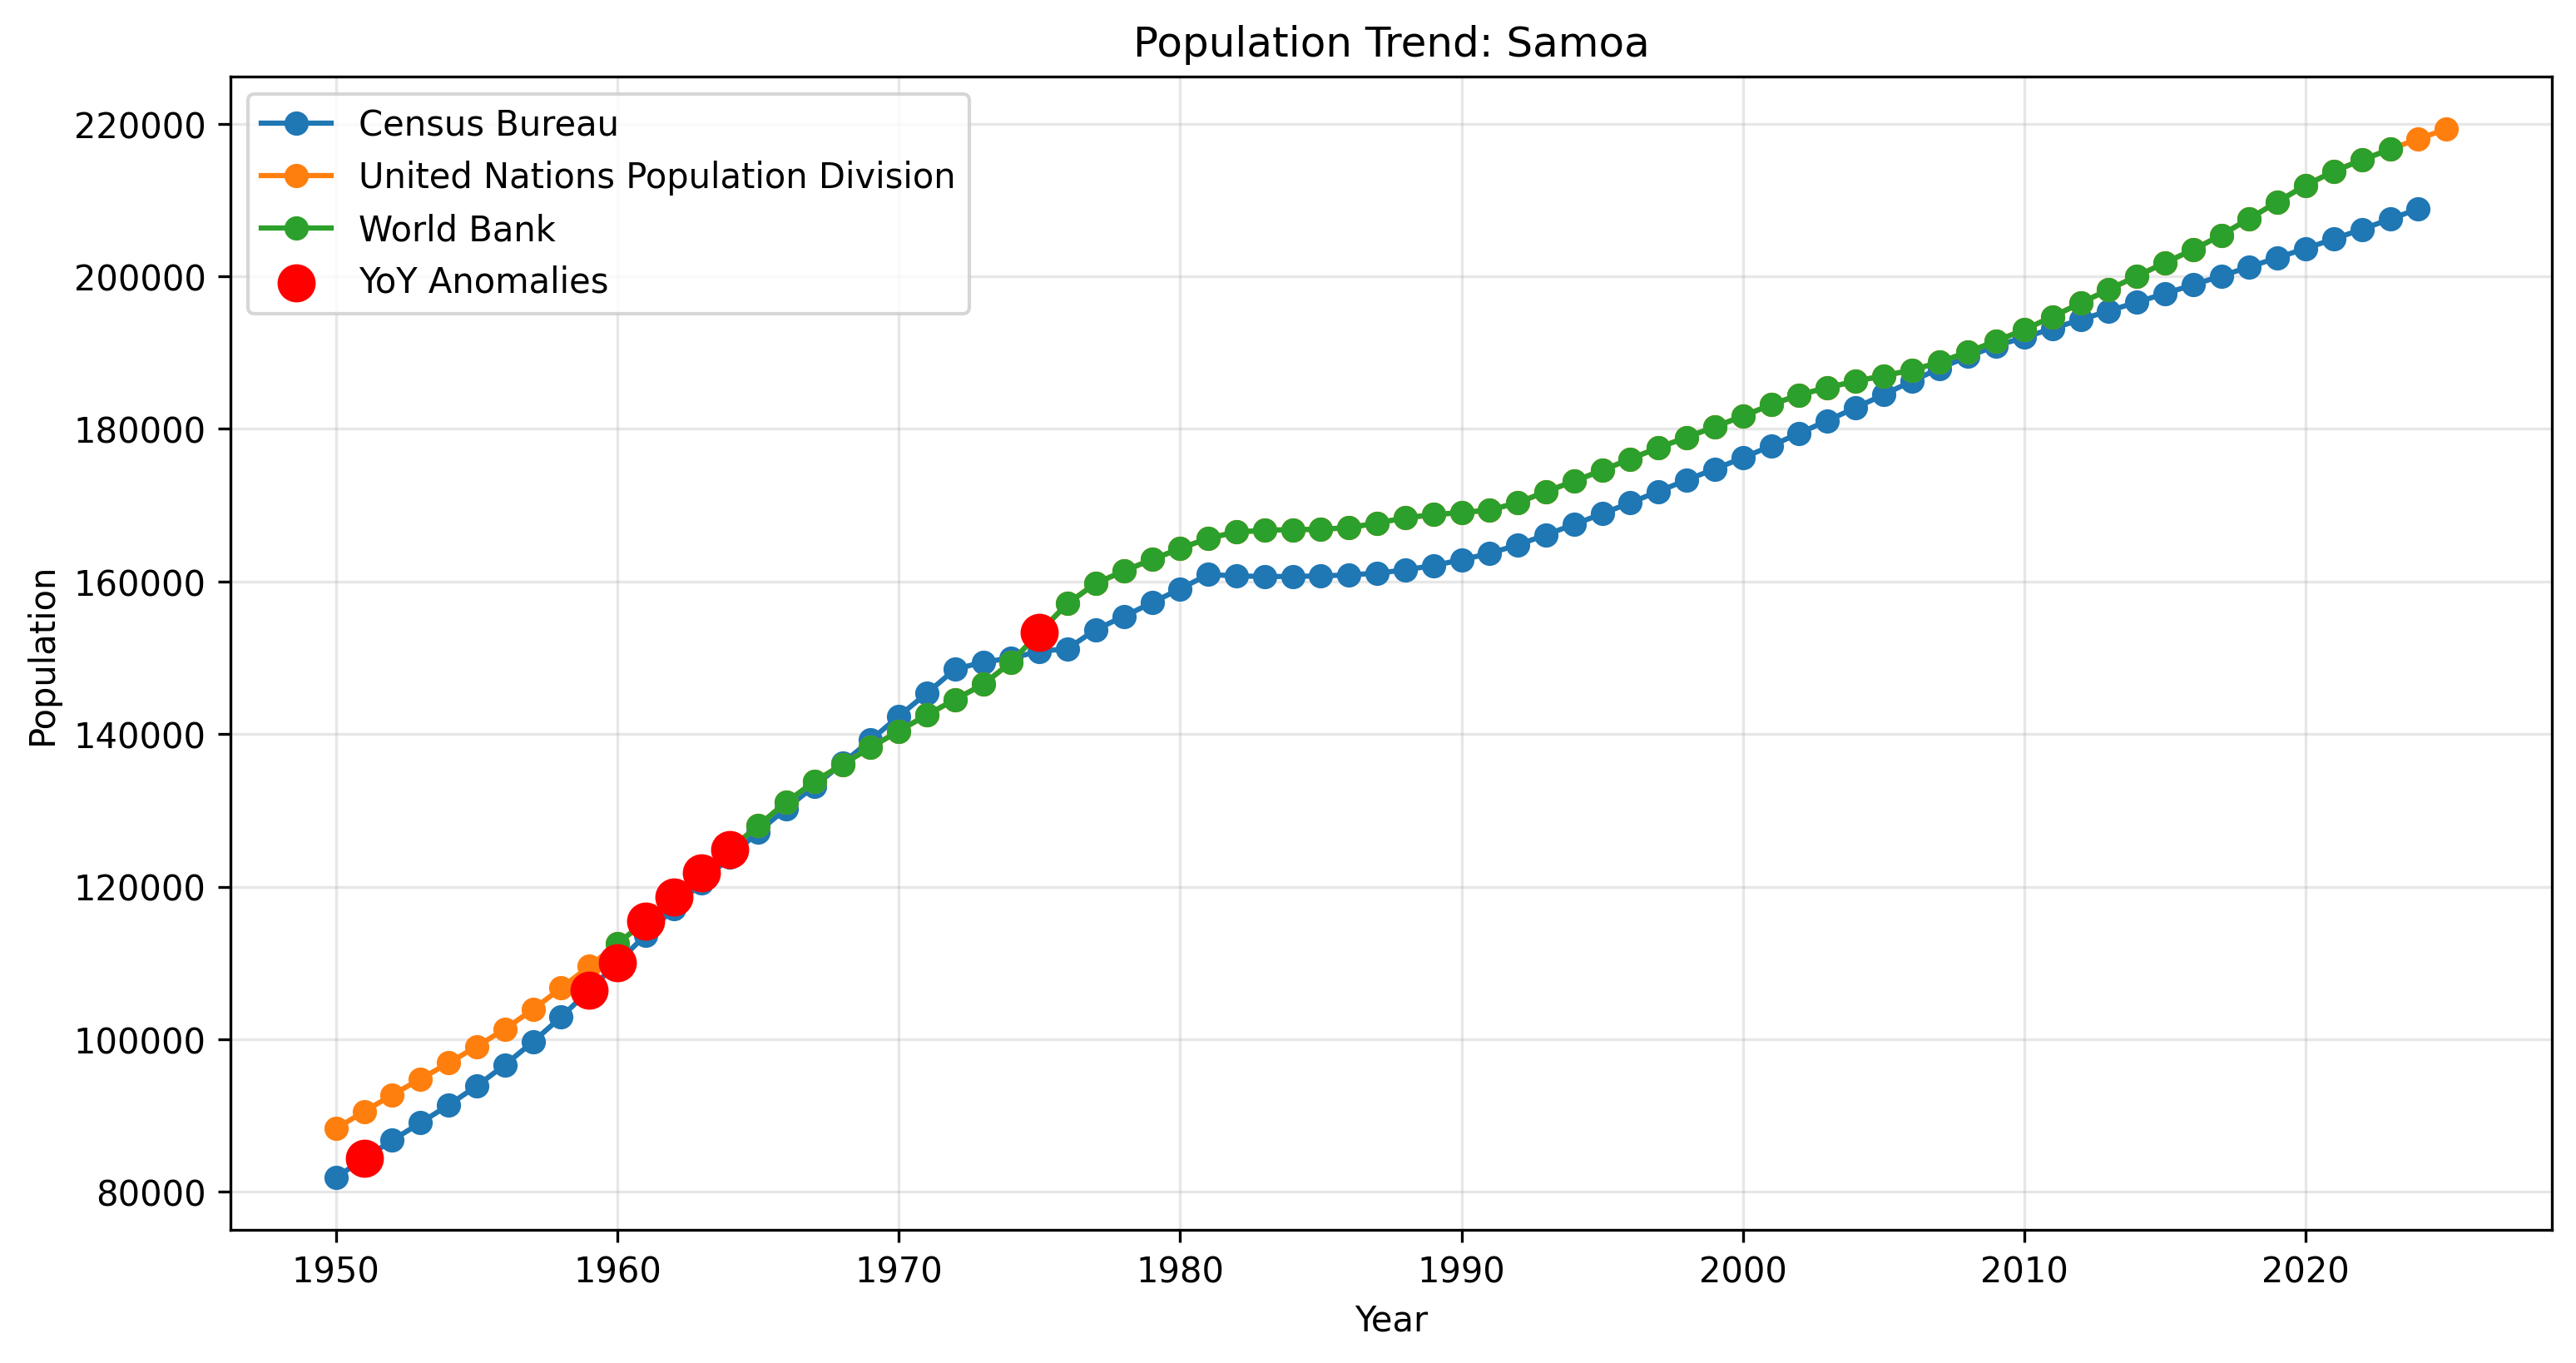 Population Trend: Samoa
Census Bureau
United Nations Population Division
World Bank
YoY Anomalies
220000
200000
180000
160000
140000
120000
100000
80000
Population
1950 1960 1970 1980 1990 2000 2010 2020
Year